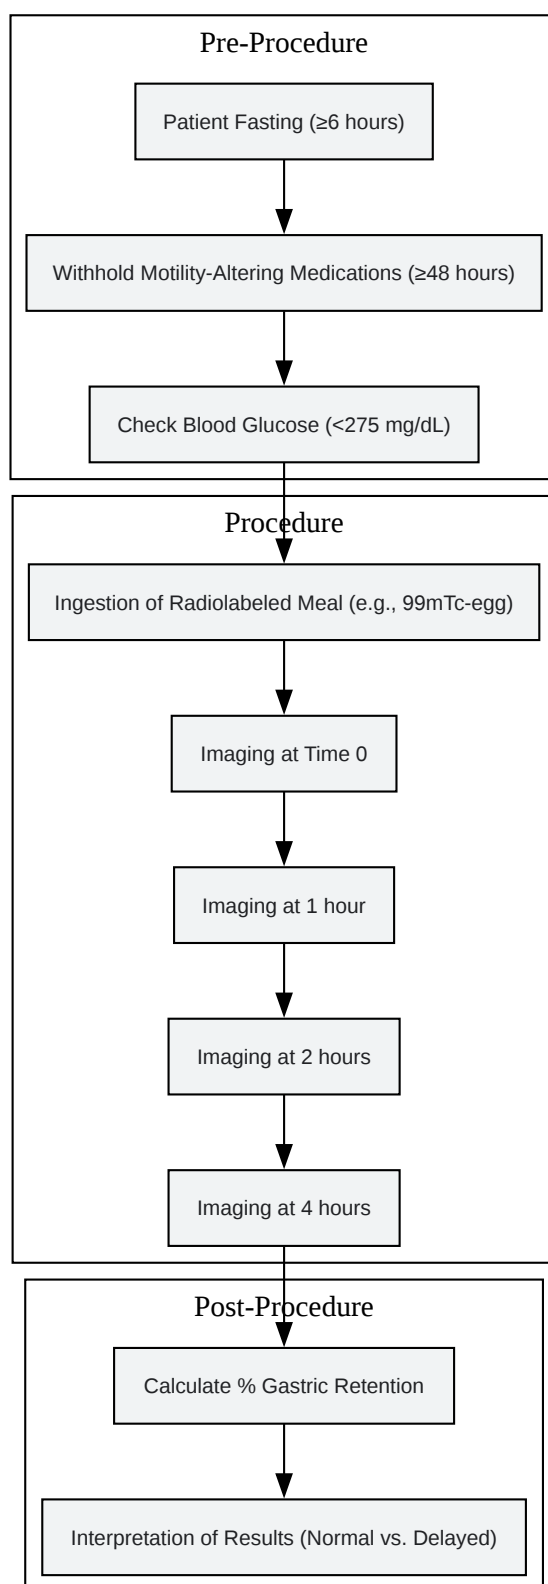 Pre-Procedure
Patient Fasting (≥6 hours)
Withhold Motility-Altering Medications (≥48 hours)
Check Blood Glucose (<275 mg/dL)
Procedure
Ingestion of Radiolabeled Meal (e.g., 99mTc-egg)
Imaging at Time 0
Imaging at 1 hour
Imaging at 2 hours
Imaging at 4 hours
Post-Procedure
Calculate % Gastric Retention
Interpretation of Results (Normal vs. Delayed)